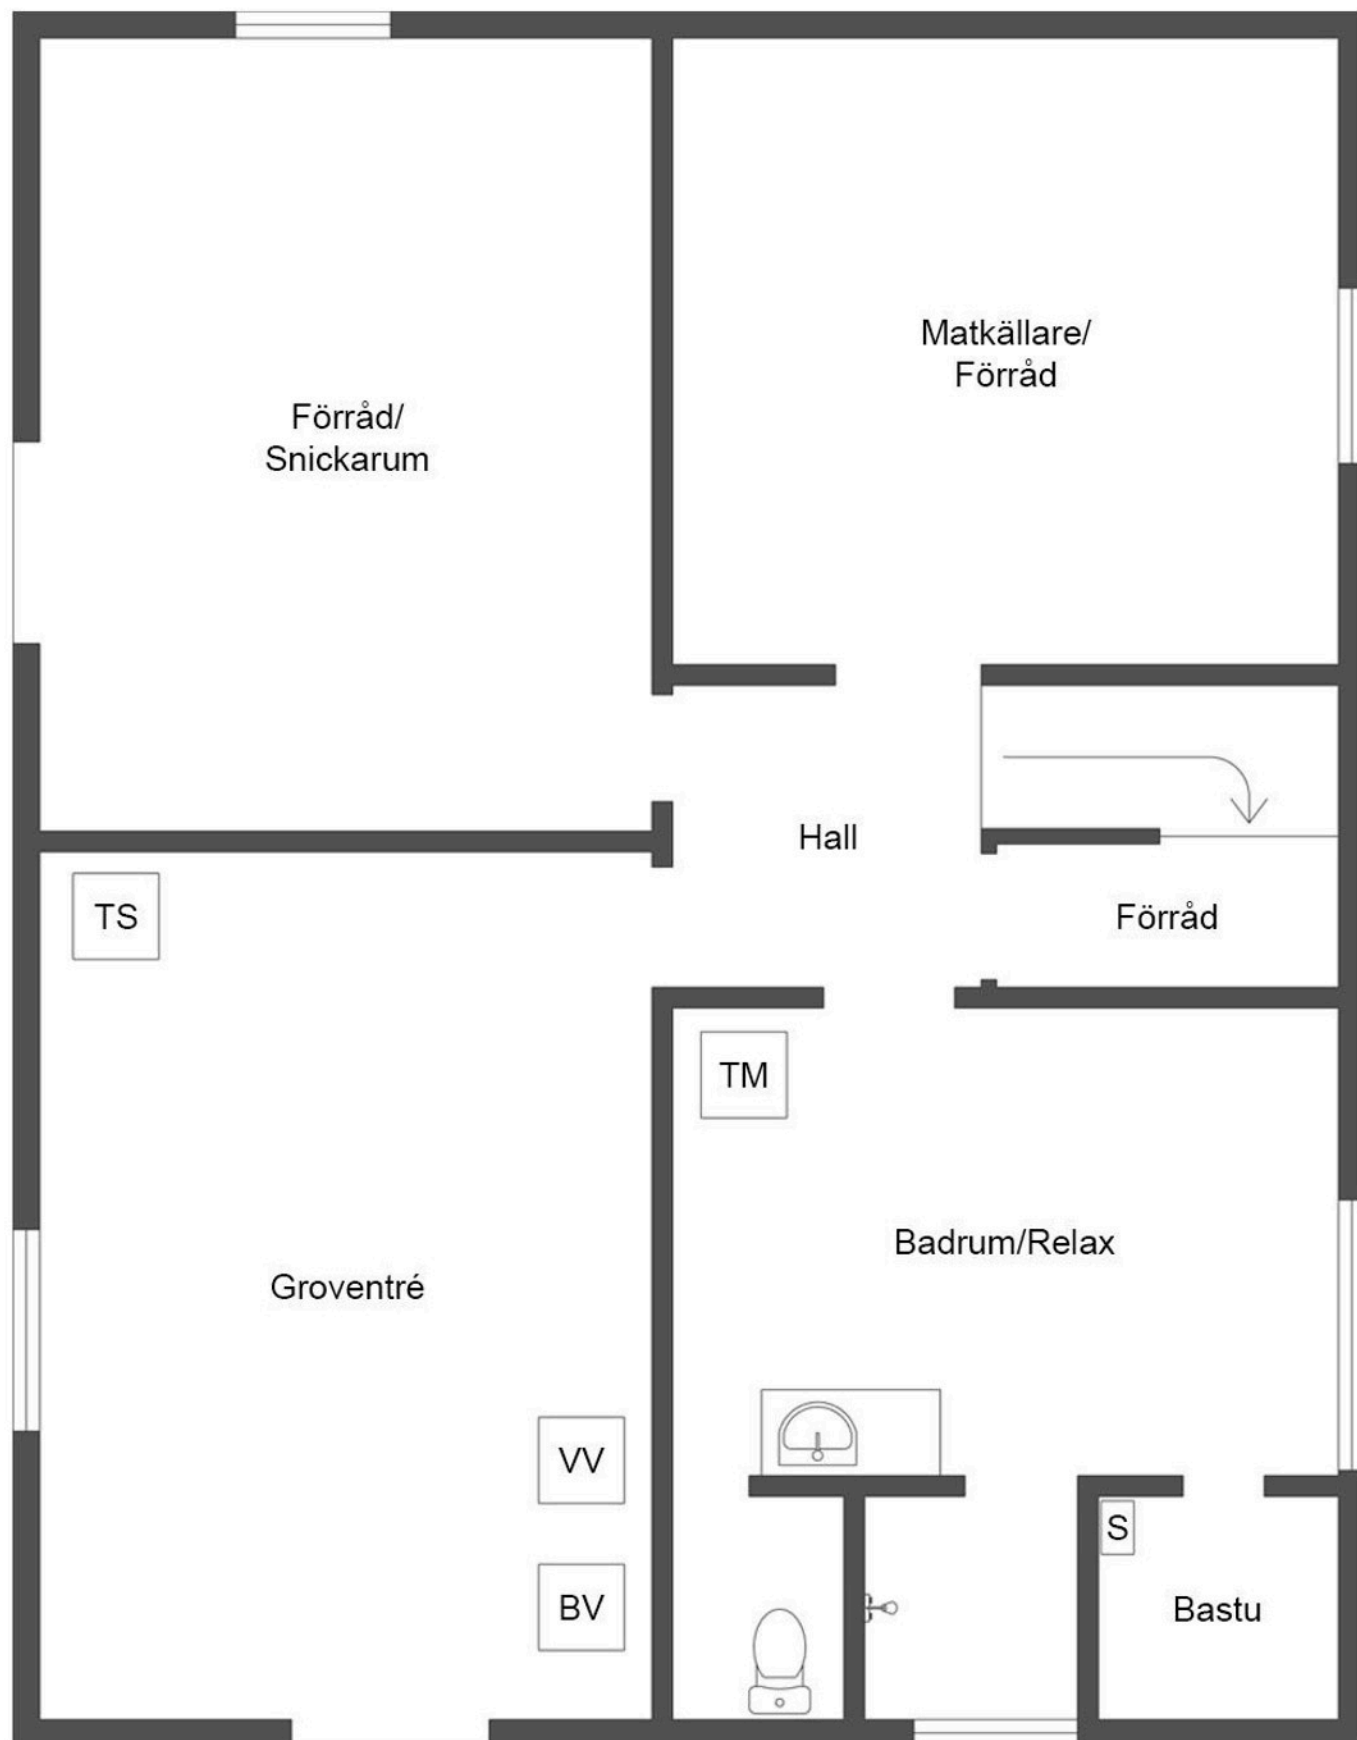 Matkällare/
Förråd
Förråd/
Snickarum
Hall
TS
Förråd
TM
Badrum/Relax
Groventré
VV
S
BV
Bastu